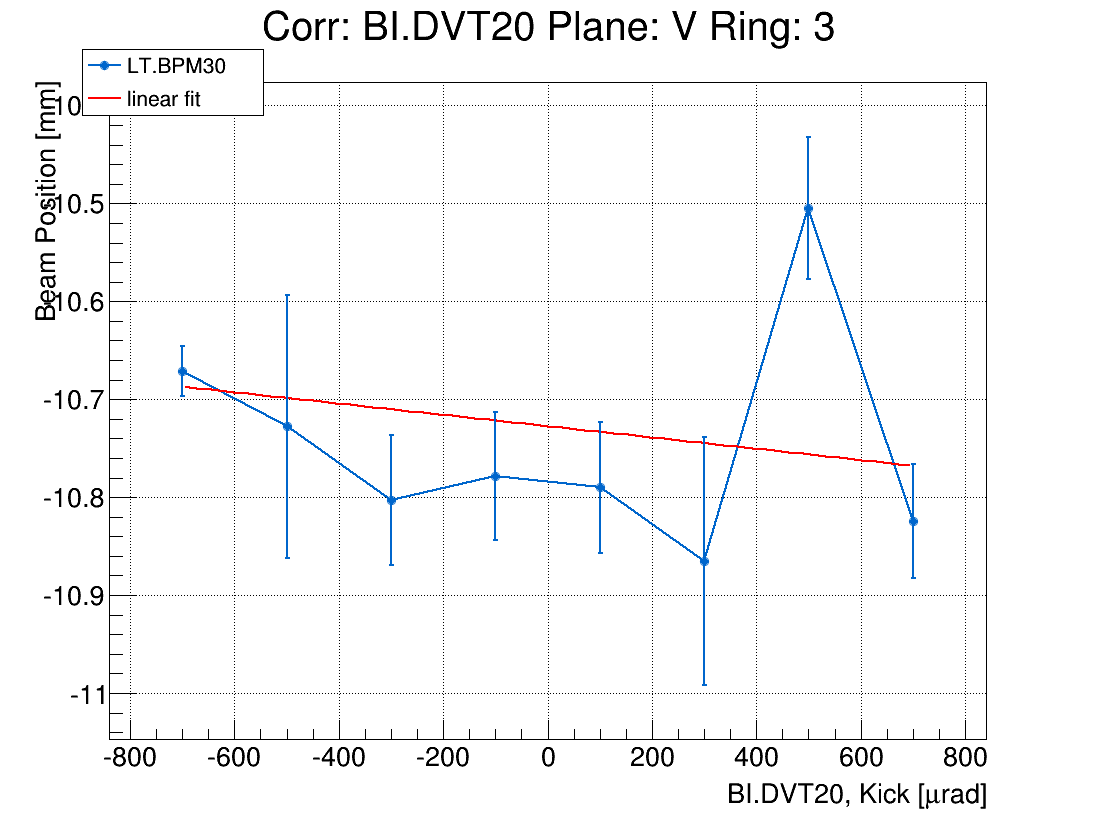 Corr: BI.DVT20 Plane: V Ring: 3
LT.BPM30
linear fit
Beam Position [mm]
-10.5
-10.6
-10.7
-10.8
-10.9
-11
-800 -600 -400 -200 0 200 400 600 800
BI.DVT20, Kick [μrad]